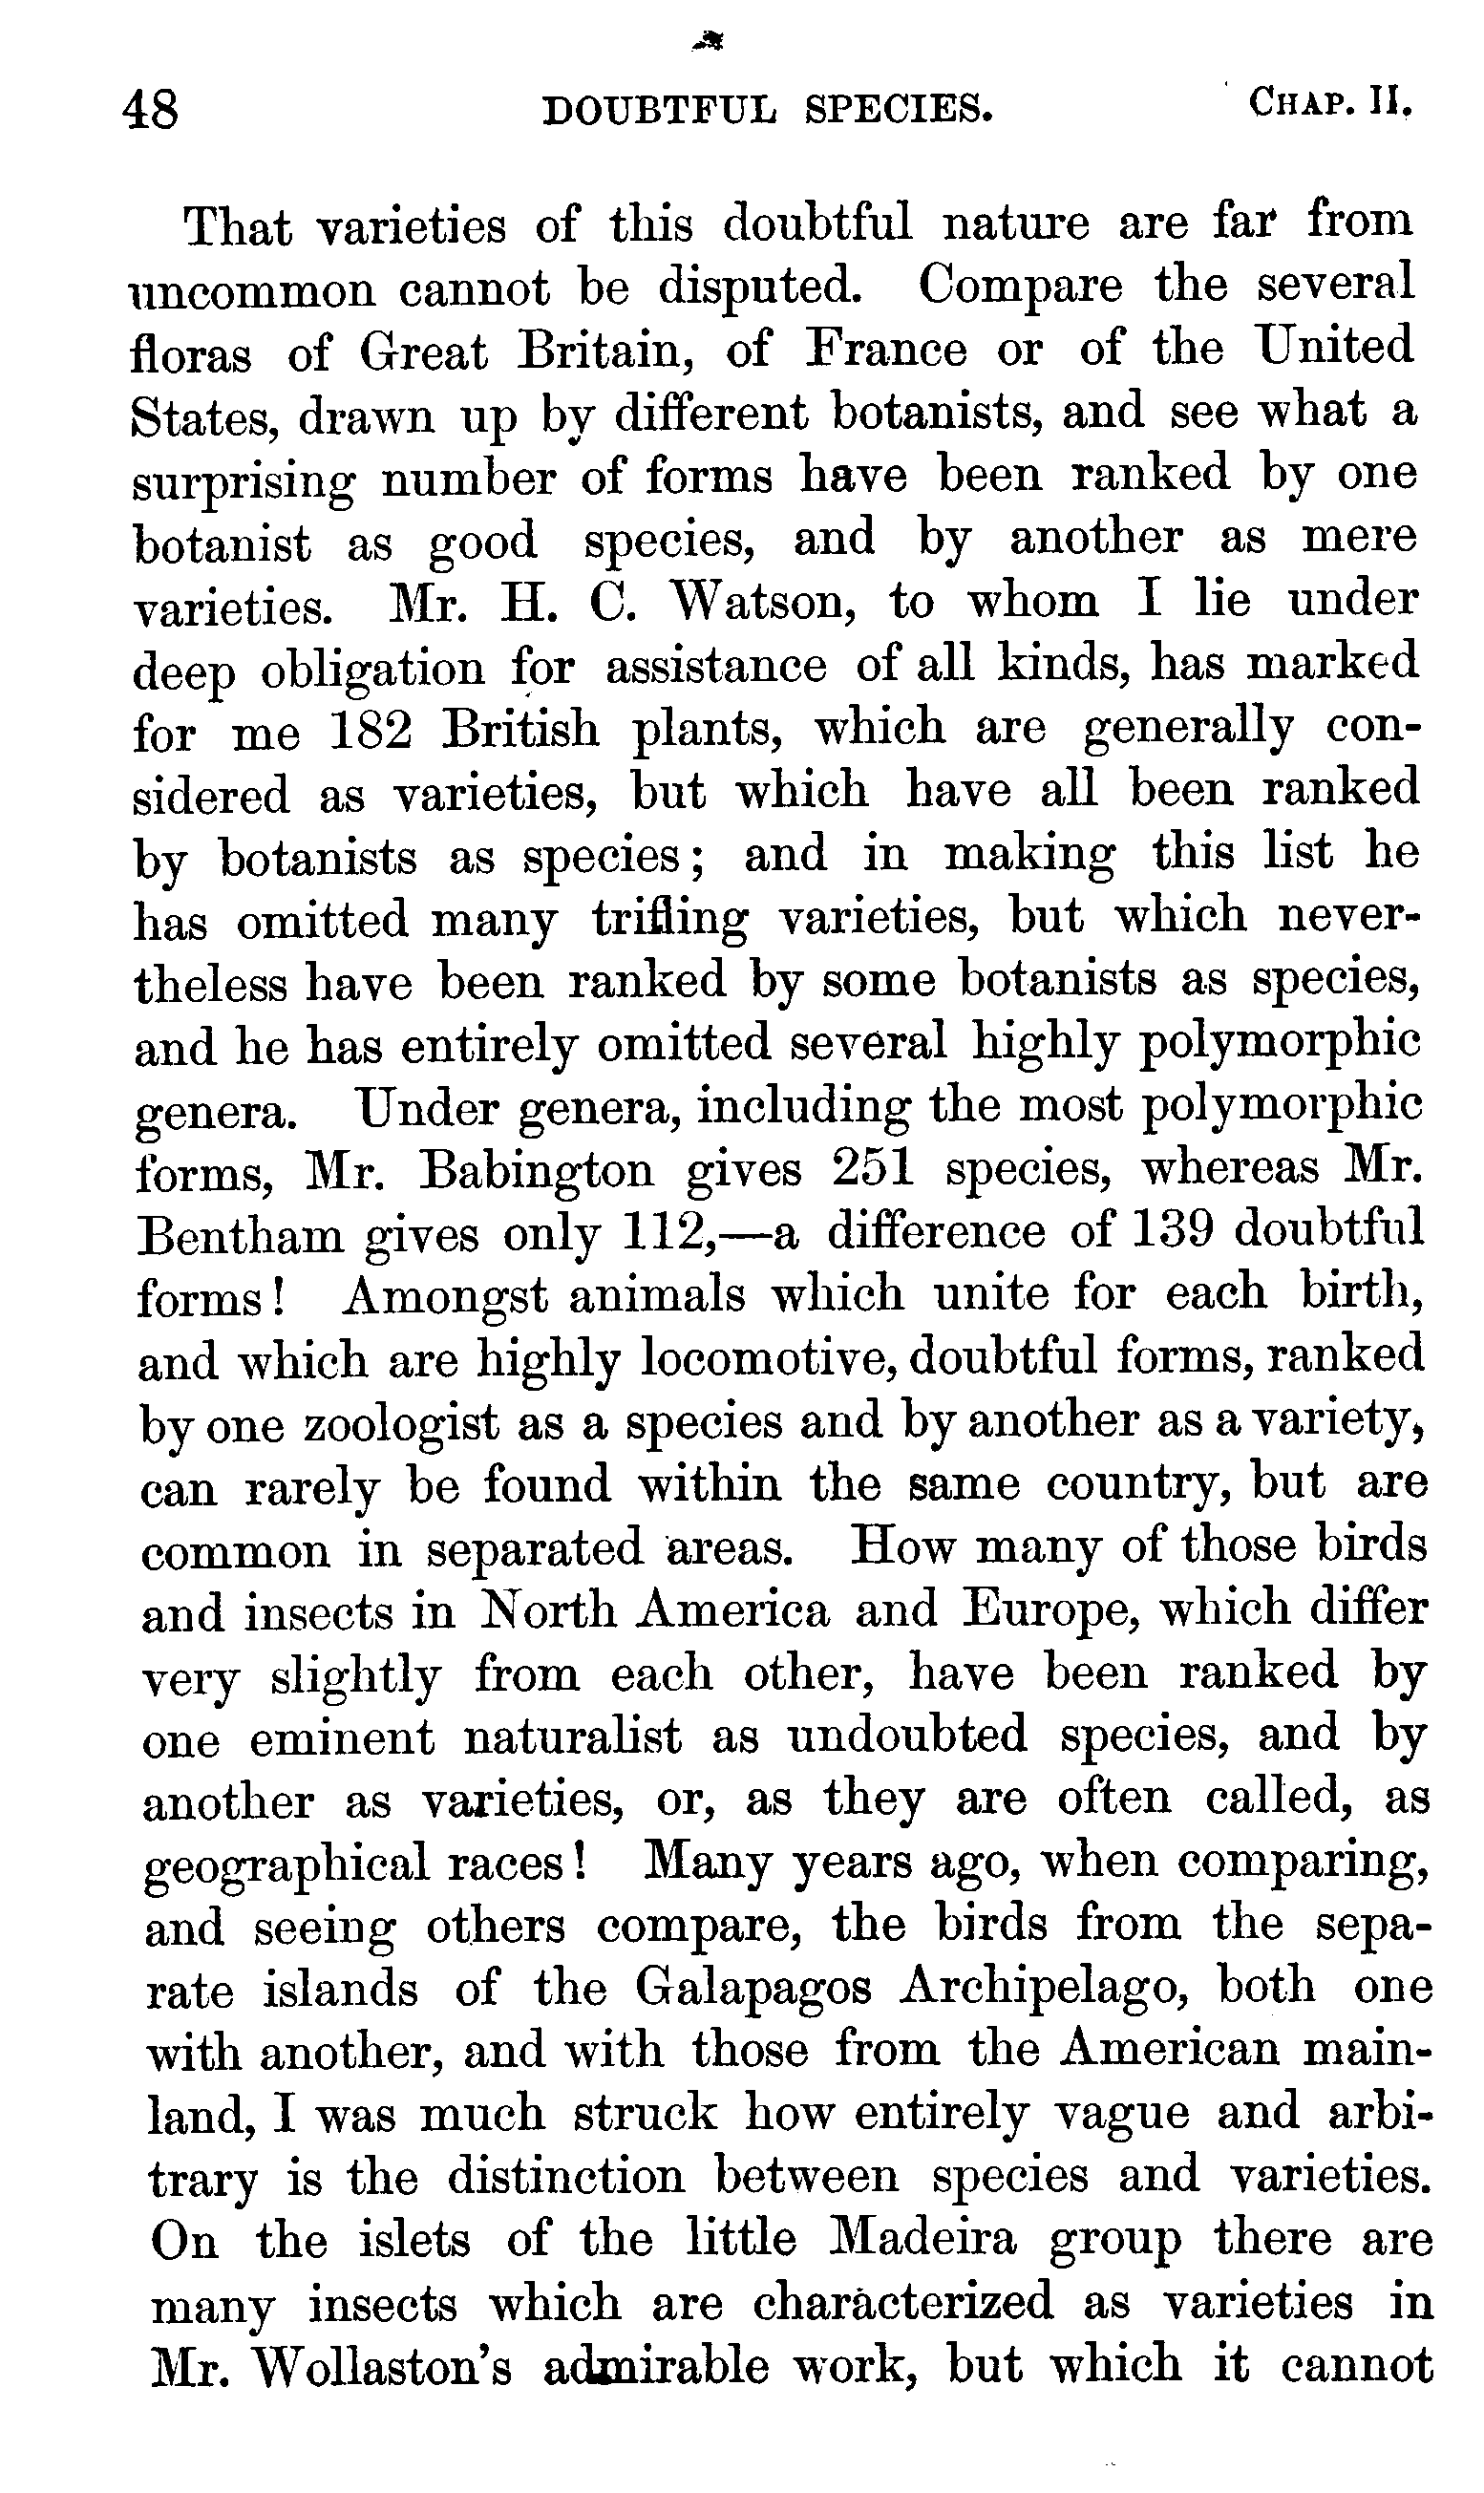 48 DOUBTFUL SPECIES. CHAP. II.
That varieties of this doubtful nature are far from
uncommon cannot be disputed. Compare the several
floras of Great Britain, of France or of the United
States, drawn up by different botanists, and see what a
surprising number of forms have been ranked by one
botanist as good species, and by another as mere
varieties. Mr. H. C. Watson, to whom I lie under
deep obligation for assistance of all kinds, has marked
for me 182 British plants, which are generally con-
sidered as varieties, but which have all been ranked
by botanists as species; and in making this list he
has omitted many trifling varieties, but which never-
theless have been ranked by some botanists as species,
and he has entirely omitted several highly polymorphic
genera. Under genera, including the most polymorphic
forms, Mr. Babington gives 251 species, whereas Mr.
Bentham gives only 112,—a difference of 139 doubtful
forms! Amongst animals which unite for each birth,
and which are highly locomotive, doubtful forms, ranked
by one zoologist as a species and by another as a variety,
can rarely be found within the same country, but are
common in separated areas. How many of those birds
and insects in North America and Europe, which differ
very slightly from each other, have been ranked by
one eminent naturalist as undoubted species, and by
another as varieties, or, as they are often called, as
geographical races! Many years ago, when comparing,
and seeing others compare, the birds from the sepa-
rate islands of the Galapagos Archipelago, both one
with another, and with those from the American main-
land, I was much struck how entirely vague and arbi-
trary is the distinction between species and varieties.
On the islets of the little Madeira group there are
many insects which are characterized as varieties in
Mr. Wollaston's admirable work, but which it cannot